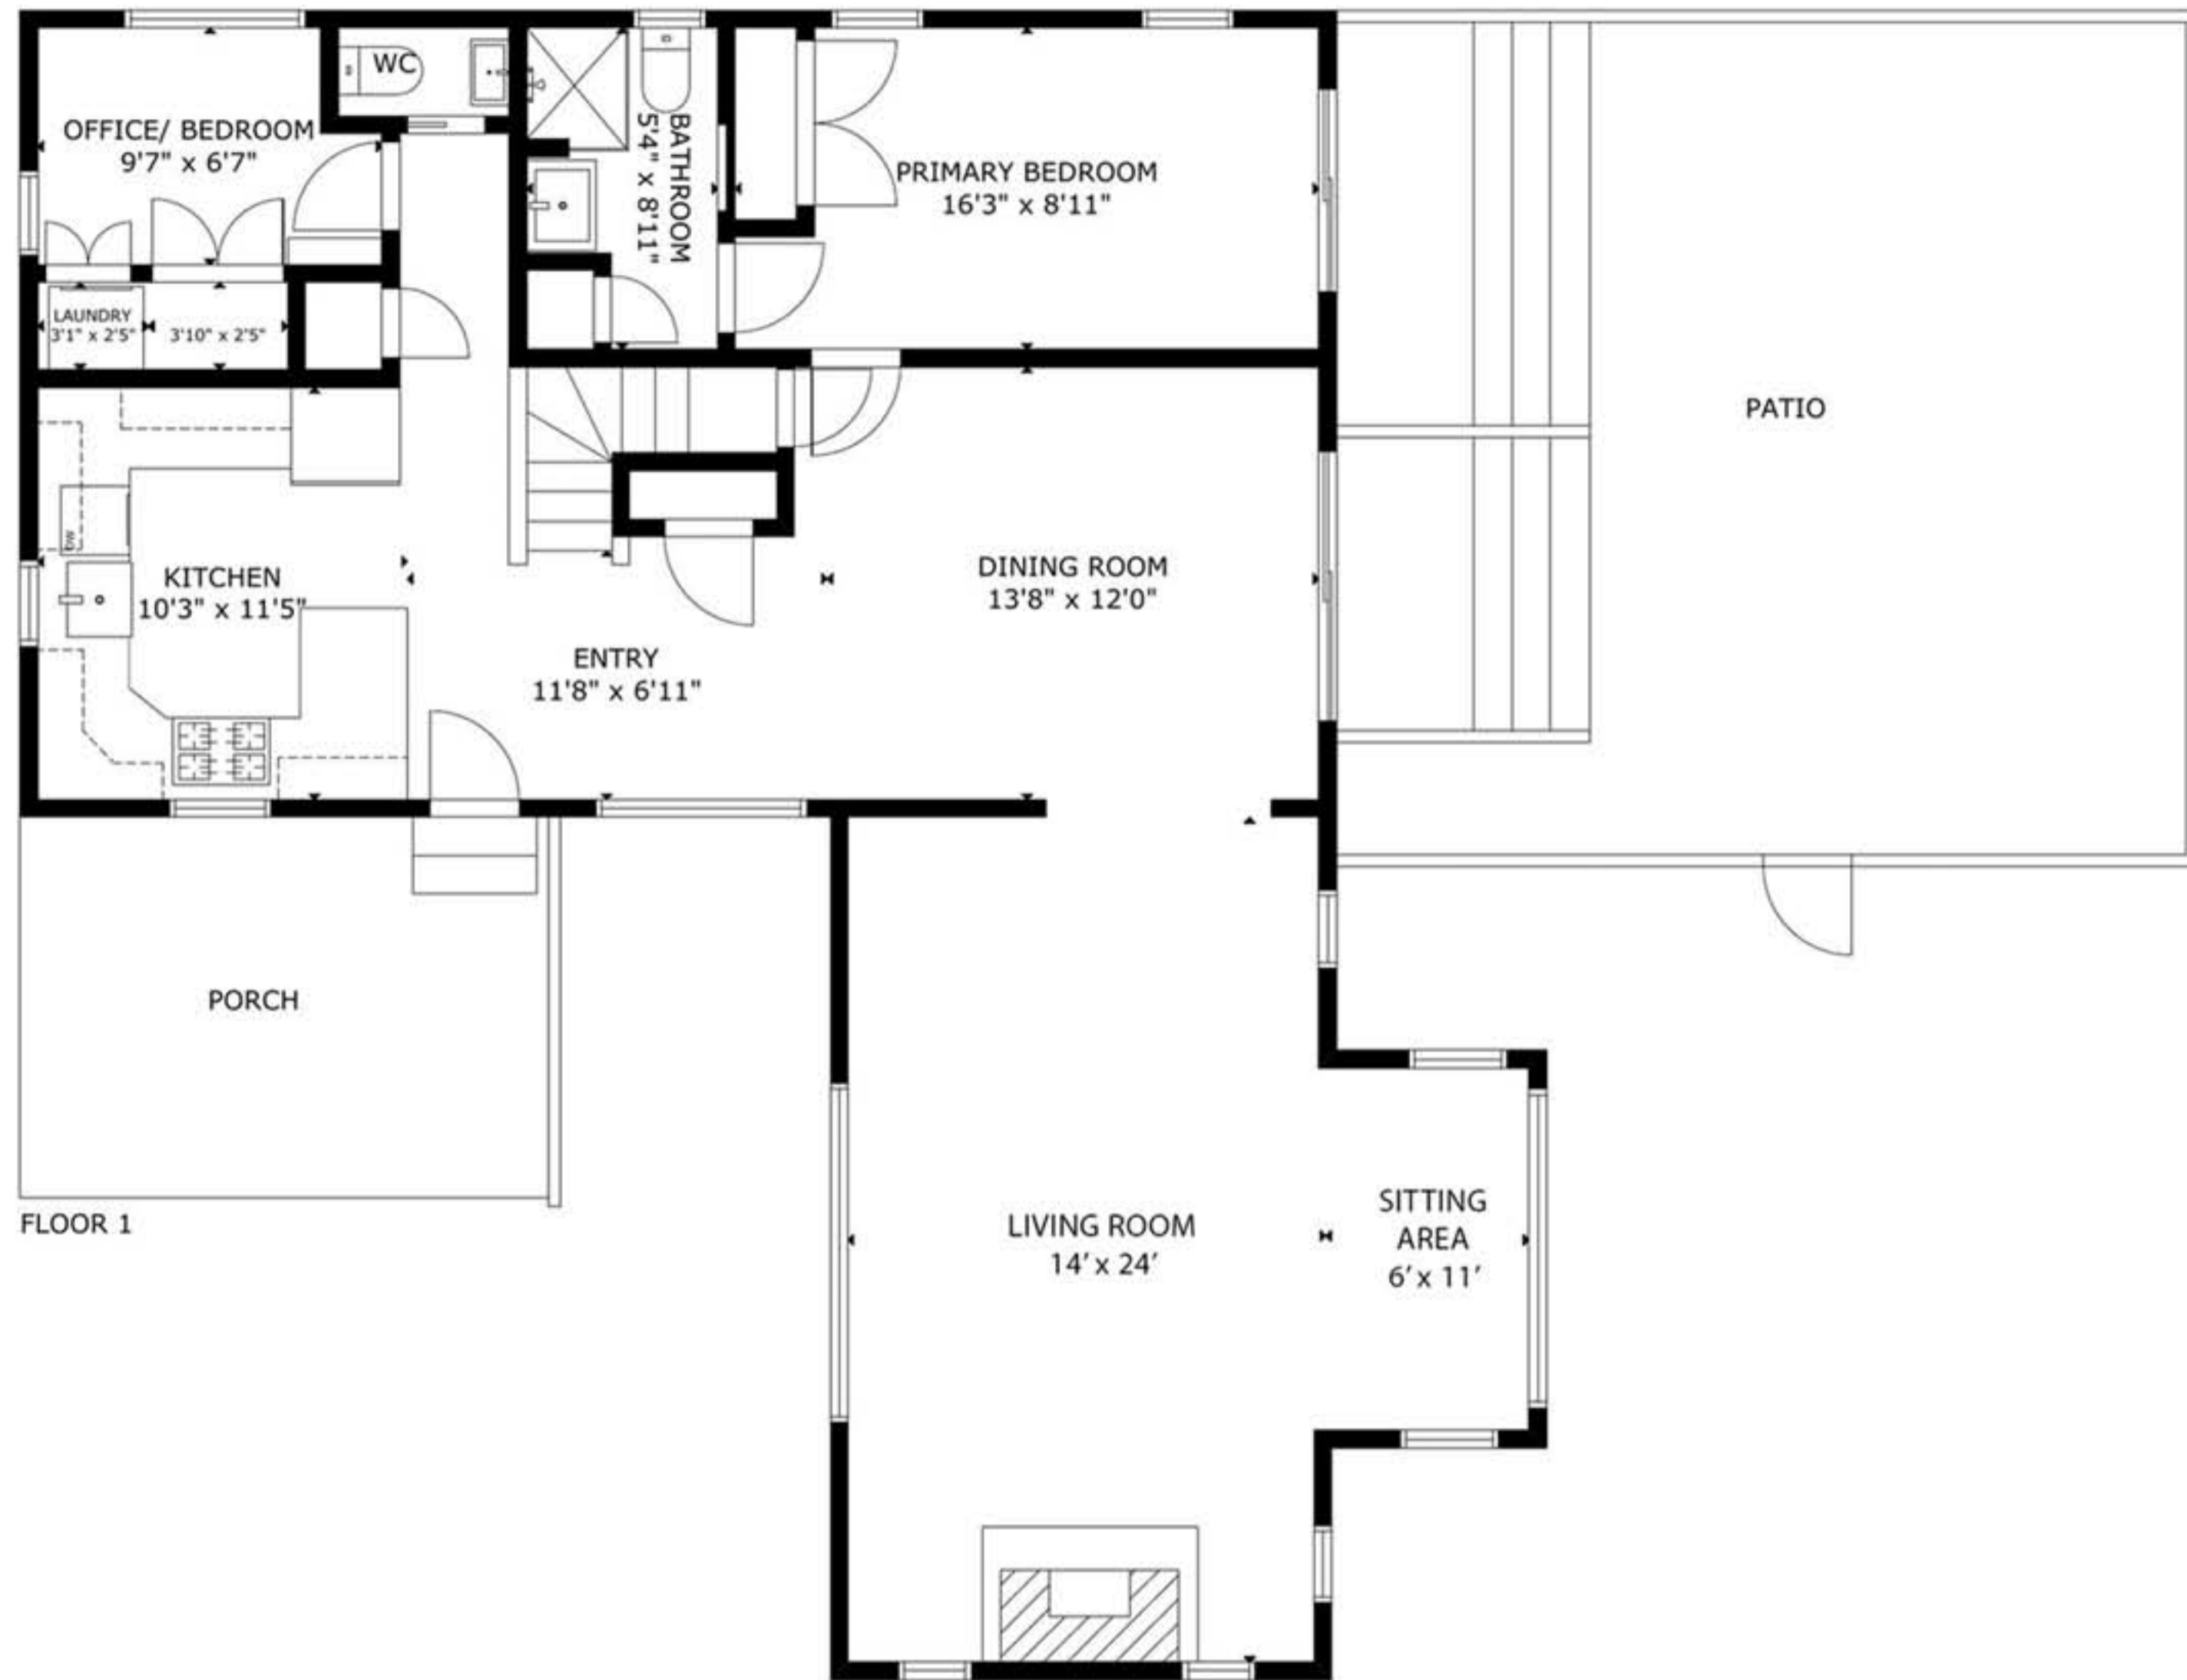 WC
OFFICE/ BEDROOM
9'7" x 6'7"
BATHROOM
5'4" x 8'11"
PRIMARY BEDROOM
16'3" x 8'11"
LAUNDRY
3'1" x 2'5"
3'10" x 2'5"
PATIO
DW
KITCHEN
10'3" x 11'5"
DINING ROOM
13'8" x 12'0"
ENTRY
11'8" x 6'11"
PORCH
FLOOR 1
LIVING ROOM
14' x 24'
SITTING
AREA
6' x 11'